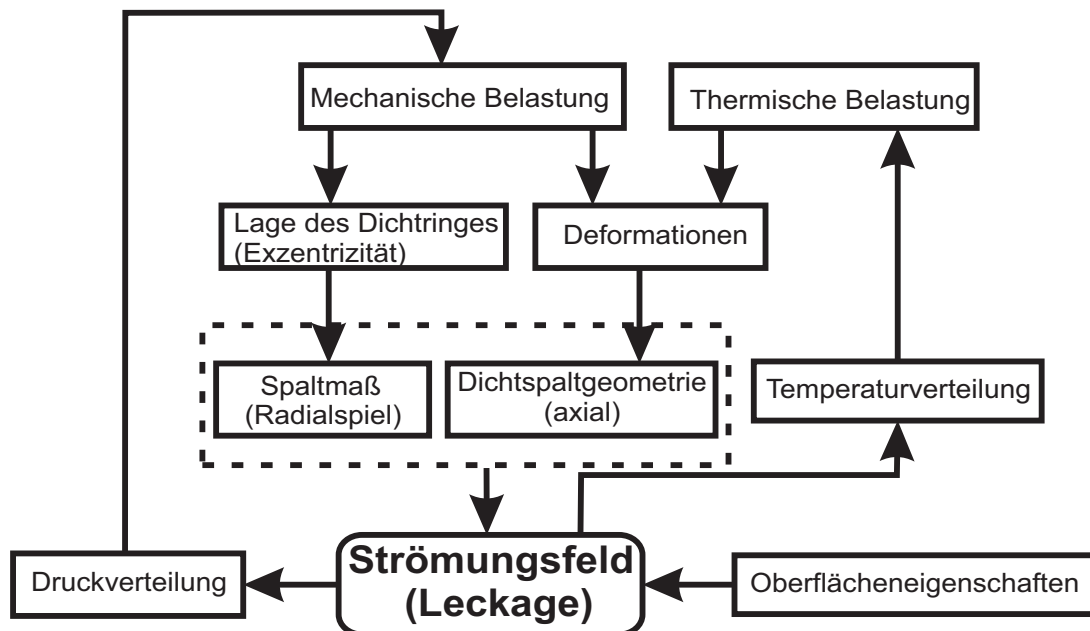 Mechanische Belastung
Thermische Belastung
Lage des Dichtringes
(Exzentrizität)
Deformationen
Spaltmaß
(Radialspiel)
Dichtspaltgeometrie
(axial)
Temperaturverteilung
Druckverteilung
Strömungsfeld
(Leckage)
Oberflächeneigenschaften